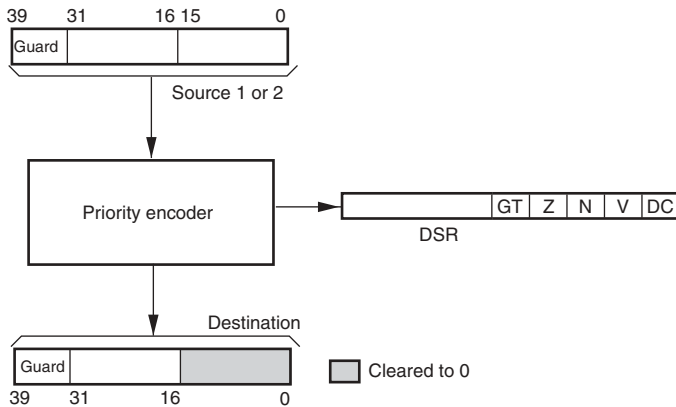 39 31 16 15 0
Guard
Source 1 or 2
Priority encoder
GT Z N V DC
DSR
Destination
Guard
Cleared to 0
39 31 16 0